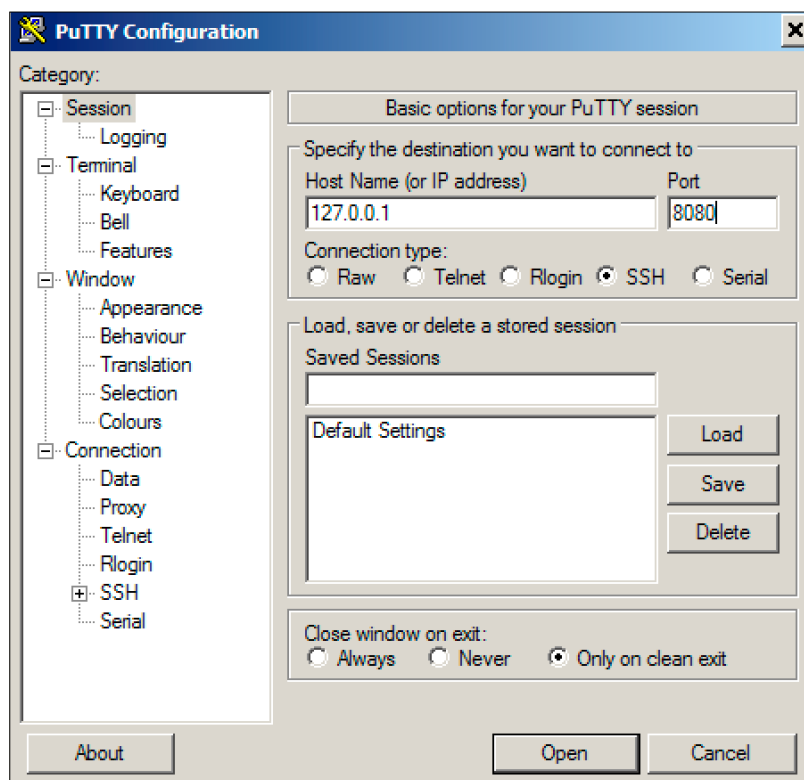 PuTTY Configuration
Category:
Session
Logging
Terminal
Keyboard
Bell
Features
Window
Appearance
Behaviour
Translation
Selection
Colours
Connection
Data
Proxy
Telnet
Rlogin
SSH
Serial
Basic options for your PuTTY session
Specify the destination you want to connect to
Host Name (or IP address) Port
127.0.0.1 8080
Connection type:
Raw Telnet Rlogin SSH Serial
Load, save or delete a stored session
Saved Sessions
Default Settings
Load
Save
Delete
Close window on exit:
Always Never Only on clean exit
About Open Cancel